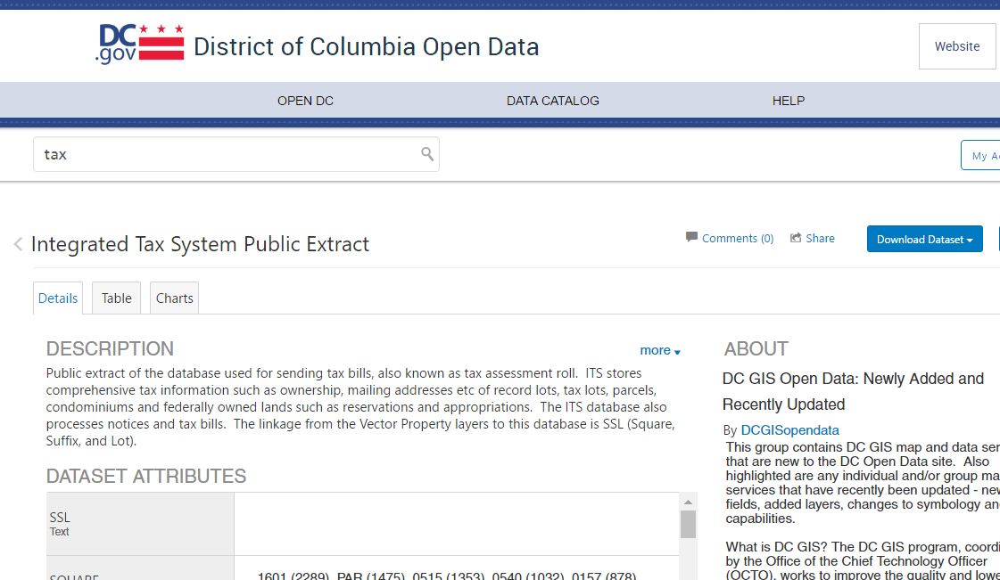 DC
.gov
District of Columbia Open Data
Website
OPEN DC
DATA CATALOG
HELP
tax
My A
Integrated Tax System Public Extract
Comments (0)
Share
Download Dataset
Details
Table
Charts
DESCRIPTION
more
Public extract of the database used for sending tax bills, also known as tax assessment roll.  ITS stores
comprehensive tax information such as ownership, mailing addresses etc of record lots, tax lots, parcels,
condominiums and federally owned lands such as reservations and appropriations.  The ITS database also
processes notices and tax bills.  The linkage from the Vector Property layers to this database is SSL (Square,
Suffix, and Lot).
DATASET ATTRIBUTES
SSL
Text
SQUARE
1601 (2289), PAR (1475), 0515 (1353), 0540 (1032), 0157 (878),
ABOUT
DC GIS Open Data: Newly Added and
Recently Updated
By DCGISopendata
This group contains DC GIS map and data ser
that are new to the DC Open Data site.  Also
highlighted are any individual and/or group ma
services that have recently been updated - nev
fields, added layers, changes to symbology an
capabilities.
What is DC GIS? The DC GIS program, coordi
by the Office of the Chief Technology Officer
(OCTO), works to improve the quality and lowe